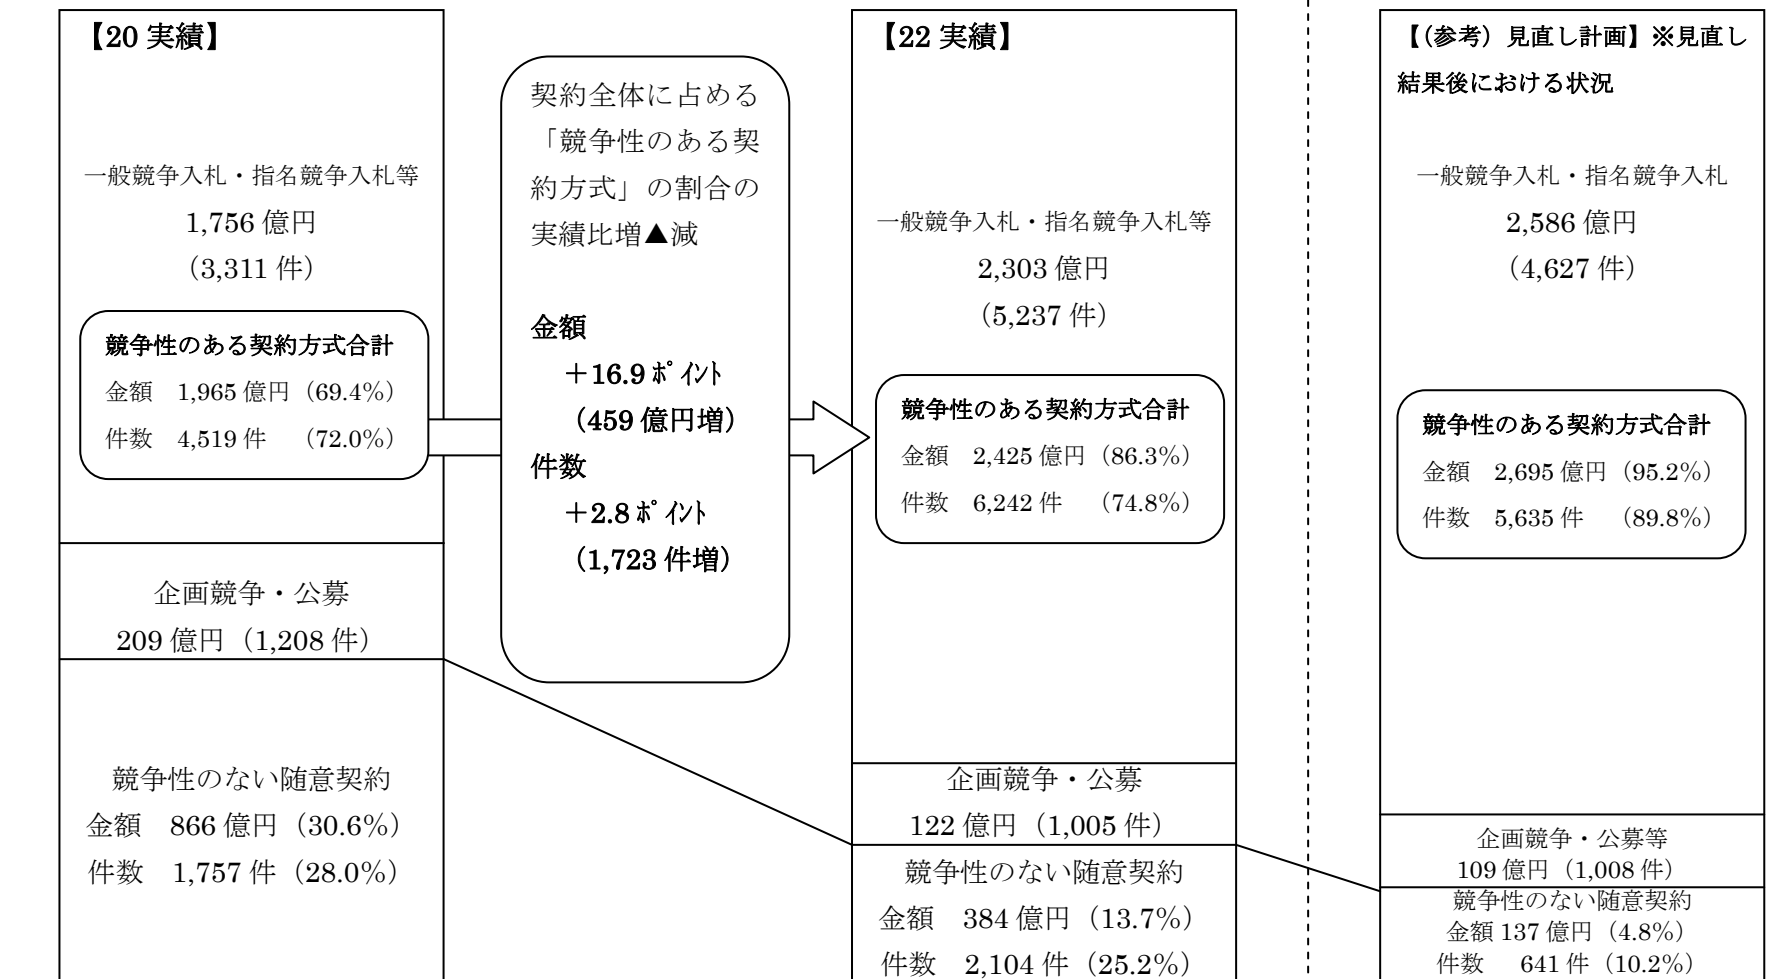 【20 実績】
一般競争入札・指名競争入札等
1,756 億円
（3,311 件）
競争性のある契約方式合計
金額　1,965 億円（69.4%）
件数　4,519 件　（72.0%）
企画競争・公募
209 億円（1,208 件）
競争性のない随意契約
金額　866 億円（30.6%）
件数　1,757 件（28.0%）
契約全体に占める
「競争性のある契
約方式」の割合の
実績比増▲減
金額
＋16.9 ﾎﾟｲﾝﾄ
（459 億円増）
件数
＋2.8 ﾎﾟｲﾝﾄ
（1,723 件増）
【22 実績】
一般競争入札・指名競争入札等
2,303 億円
（5,237 件）
競争性のある契約方式合計
金額　2,425 億円（86.3%）
件数　6,242 件　（74.8%）
企画競争・公募
122 億円（1,005 件）
競争性のない随意契約
金額　384 億円（13.7%）
件数　2,104 件（25.2%）
【（参考）見直し計画】※見直し
結果後における状況
一般競争入札・指名競争入札
2,586 億円
（4,627 件）
競争性のある契約方式合計
金額　2,695 億円（95.2%）
件数　5,635 件　（89.8%）
企画競争・公募等
109 億円（1,008 件）
競争性のない随意契約
金額 137 億円（4.8%）
件数　641 件（10.2%）